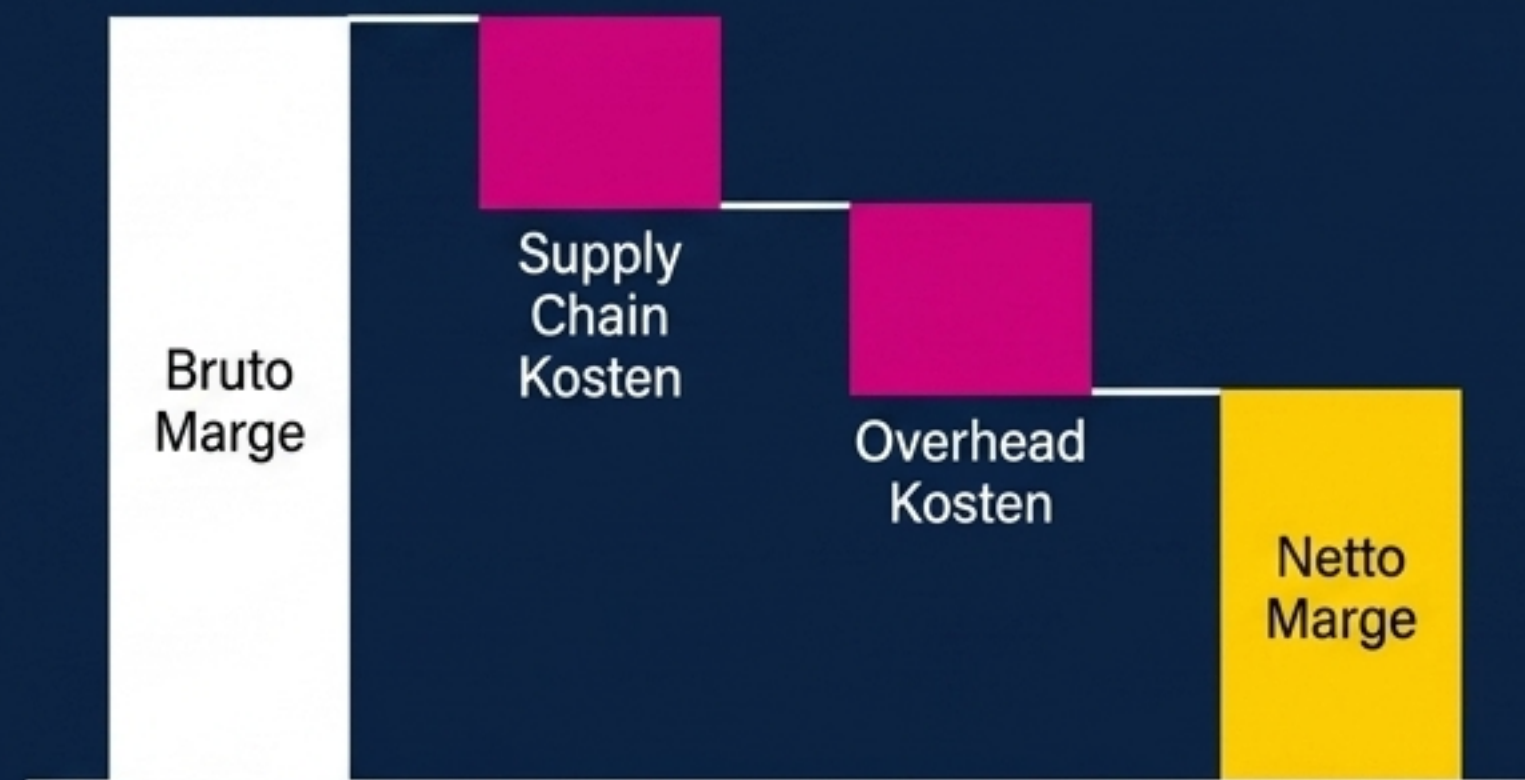 Bruto
Marge
Supply
Chain
Kosten
Overhead
Kosten
Netto
Marge